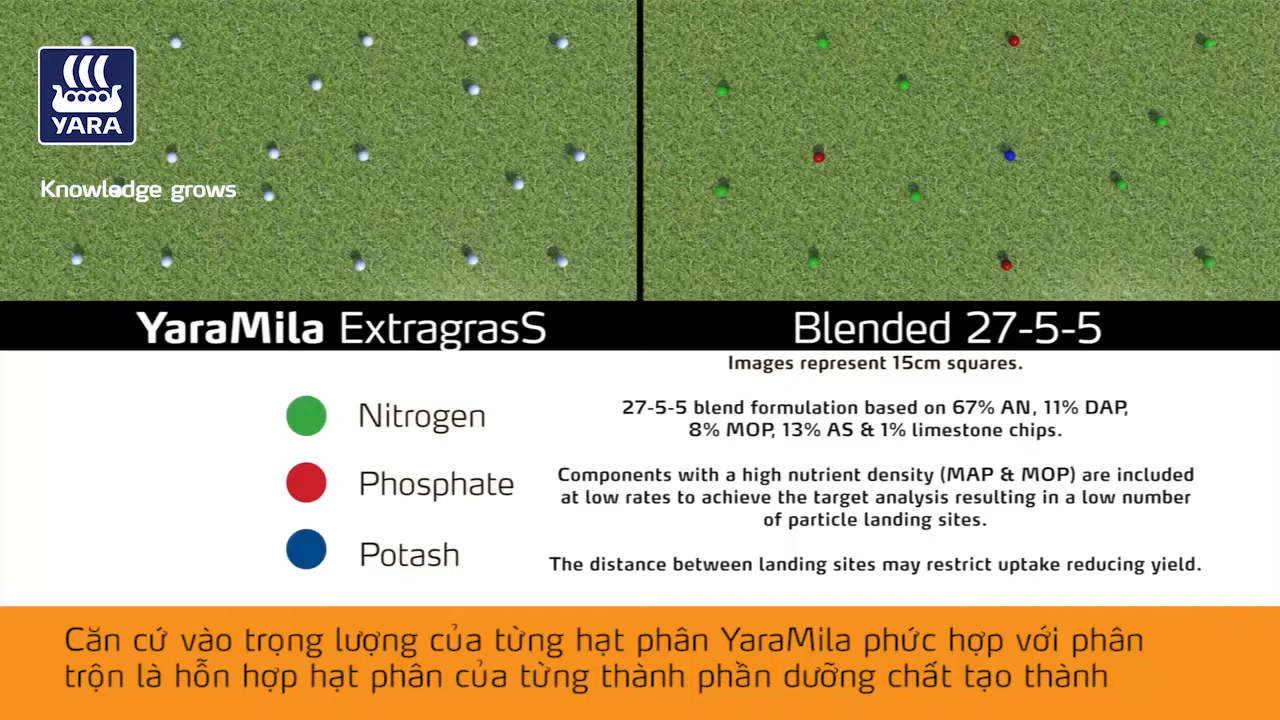 YARA
Knowledge grows
YaraMila ExtragrasS
Blended 27-5-5
Images represent 15cm squares.
Nitrogen
Phosphate
Potash
27-5-5 blend formulation based on 67% AN, 11% DAP,
8% MOP, 13% AS & 1% limestone chips.
Components with a high nutrient density (MAP & MOP) are included
at low rates to achieve the target analysis resulting in a low number
of particle landing sites.
The distance between landing sites may restrict uptake reducing yield.
Căn cứ vào trọng lượng của từng hạt phân YaraMila phức hợp với phân
trộn là hỗn hợp hạt phân của từng thành phần dưỡng chất tạo thành